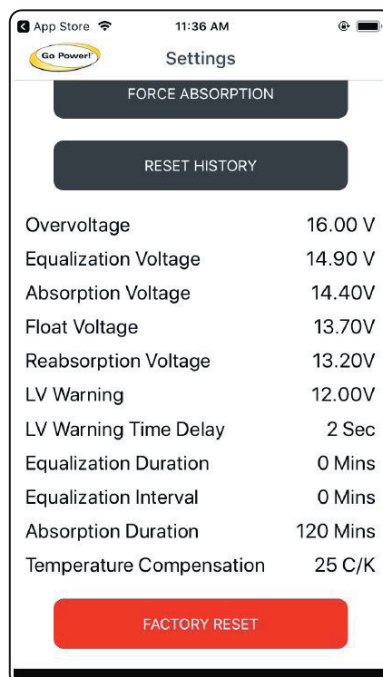 App Store 11:36 AM
Go Power!
Settings
FORCE ABSORPTION
RESET HISTORY
Overvoltage 16.00 V
Equalization Voltage 14.90 V
Absorption Voltage 14.40V
Float Voltage 13.70V
Reabsorption Voltage 13.20V
LV Warning 12.00V
LV Warning Time Delay 2 Sec
Equalization Duration 0 Mins
Equalization Interval 0 Mins
Absorption Duration 120 Mins
Temperature Compensation 25 C/K
FACTORY RESET